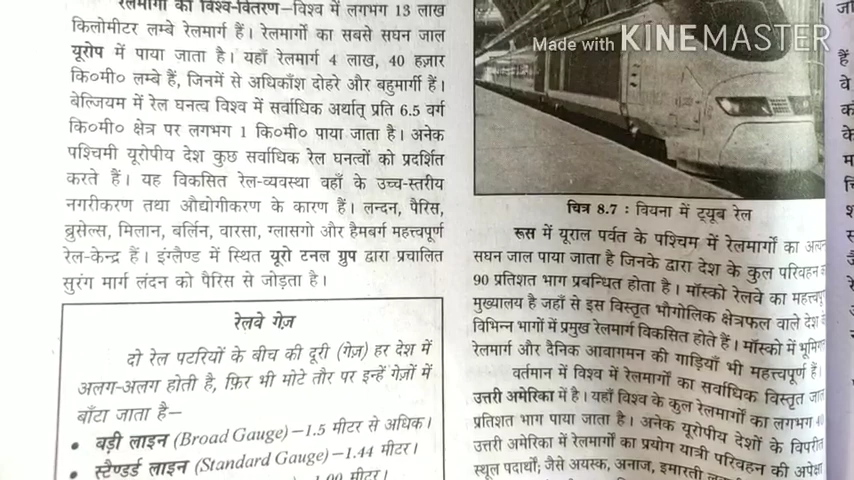 रेलमार्गों का विश्व-वितरण–विश्व में लगभग 13 लाख
किलोमीटर लम्बे रेलमार्ग हैं। रेलमार्गों का सबसे सघन जाल
यूरोप में पाया जाता है। यहाँ रेलमार्ग 4 लाख, 40 हज़ार
कि०मी० लम्बे हैं, जिनमें से अधिकाँश दोहरे और बहुमार्गी हैं।
बेल्जियम में रेल घनत्व विश्व में सर्वाधिक अर्थात् प्रति 6.5 वर्ग
कि०मी० क्षेत्र पर लगभग 1 कि०मी० पाया जाता है। अनेक
पश्चिमी यूरोपीय देश कुछ सर्वाधिक रेल घनत्वों को प्रदर्शित
करते हैं। यह विकसित रेल-व्यवस्था वहाँ के उच्च-स्तरीय
नगरीकरण तथा औद्योगीकरण के कारण हैं। लन्दन, पैरिस,
ब्रुसेल्स, मिलान, बर्लिन, वारसा, ग्लासगो और हैमबर्ग महत्त्वपूर्ण
रेल-केन्द्र हैं। इंग्लैण्ड में स्थित यूरो टनल ग्रुप द्वारा प्रचालित
सुरंग मार्ग लंदन को पैरिस से जोड़ता है।
रेलवे गेज़
दो रेल पटरियों के बीच की दूरी (गेज़) हर देश में
अलग-अलग होती है, फ़िर भी मोटे तौर पर इन्हें गेज़ों में
बाँटा जाता है–
• बड़ी लाइन (Broad Gauge)–1.5 मीटर से अधिक।
• स्टैण्डर्ड लाइन (Standard Gauge)–1.44 मीटर।
1.00 मीटर।
Made with KINEMASTER
चित्र 8.7 : वियना में ट्यूब रेल
रूस में यूराल पर्वत के पश्चिम में रेलमार्गों का
सघन जाल पाया जाता है जिनके द्वारा देश के कुल परिवहन
90 प्रतिशत भाग प्रबन्धित होता है। मॉस्को रेलवे का
मुख्यालय है जहाँ से इस विस्तृत भौगोलिक क्षेत्रफल वाले देश
विभिन्न भागों में प्रमुख रेलमार्ग विकसित होते हैं। मॉस्को में
रेलमार्ग और दैनिक आवागमन की गाड़ियाँ भी महत्त्वपूर्ण हैं।
वर्तमान में विश्व में रेलमार्गों का सर्वाधिक विस्तृत जाल
उत्तरी अमेरिका में है। यहाँ विश्व के कुल रेलमार्गों का लगभग
प्रतिशत भाग पाया जाता है। अनेक यूरोपीय देशों के विपरीत
उत्तरी अमेरिका में रेलमार्गों का प्रयोग यात्री परिवहन की अपेक्षा
स्थूल पदार्थों; जैसे अयस्क, अनाज, इमारती